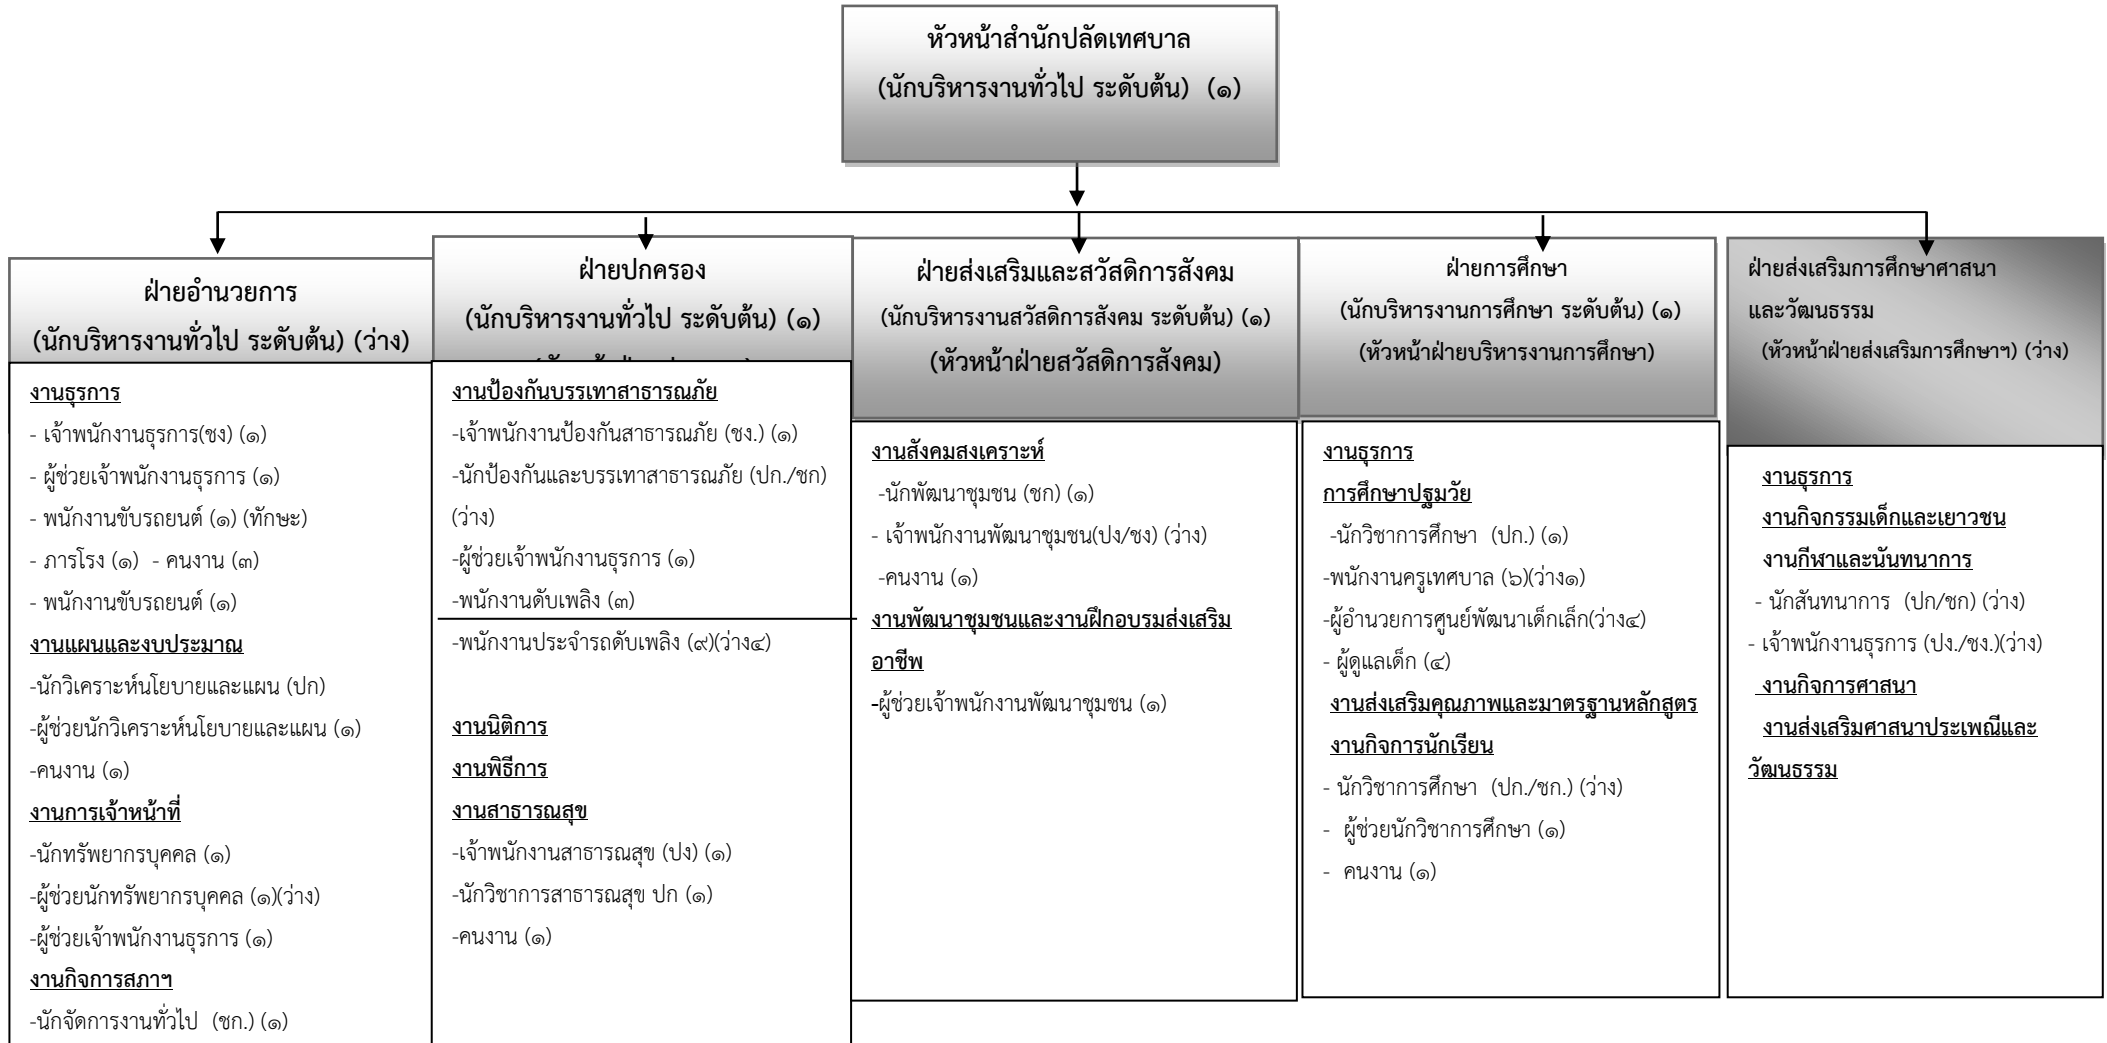 หัวหน้าสำนักปลัดเทศบาล
(นักบริหารงานทั่วไป ระดับต้น) (๑)
ฝ่ายอำนวยการ
(นักบริหารงานทั่วไป ระดับต้น) (ว่าง)
งานธุรการ
- เจ้าพนักงานธุรการ(ชง) (๑)
- ผู้ช่วยเจ้าพนักงานธุรการ (๑)
- พนักงานขับรถยนต์ (๑) (ทักษะ)
- ภารโรง (๑) - คนงาน (๓)
- พนักงานขับรถยนต์ (๑)
งานแผนและงบประมาณ
-นักวิเคราะห์นโยบายและแผน (ปก)
-ผู้ช่วยนักวิเคราะห์นโยบายและแผน (๑)
-คนงาน (๑)
งานการเจ้าหน้าที่
-นักทรัพยากรบุคคล (๑)
-ผู้ช่วยนักทรัพยากรบุคคล (๑)(ว่าง)
-ผู้ช่วยเจ้าพนักงานธุรการ (๑)
งานกิจการสภาฯ
-นักจัดการงานทั่วไป (ชก.) (๑)
ฝ่ายปกครอง
(นักบริหารงานทั่วไป ระดับต้น) (๑)
งานป้องกันบรรเทาสาธารณภัย
-เจ้าพนักงานป้องกันสาธารณภัย (ชง.) (๑)
-นักป้องกันและบรรเทาสาธารณภัย (ปก./ชก)
(ว่าง)
-ผู้ช่วยเจ้าพนักงานธุรการ (๑)
-พนักงานดับเพลิง (๓)
-พนักงานประจำรถดับเพลิง (๙)(ว่าง๔)
งานนิติการ
งานพิธีการ
งานสาธารณสุข
-เจ้าพนักงานสาธารณสุข (ปง) (๑)
-นักวิชาการสาธารณสุข ปก (๑)
-คนงาน (๑)
ฝ่ายส่งเสริมและสวัสดิการสังคม
(นักบริหารงานสวัสดิการสังคม ระดับต้น) (๑)
(หัวหน้าฝ่ายสวัสดิการสังคม)
งานสังคมสงเคราะห์
-นักพัฒนาชุมชน (ชก) (๑)
- เจ้าพนักงานพัฒนาชุมชน(ปง/ชง) (ว่าง)
-คนงาน (๑)
งานพัฒนาชุมชนและงานฝึกอบรมส่งเสริม
อาชีพ
-ผู้ช่วยเจ้าพนักงานพัฒนาชุมชน (๑)
ฝ่ายการศึกษา
(นักบริหารงานการศึกษา ระดับต้น) (๑)
(หัวหน้าฝ่ายบริหารงานการศึกษา)
งานธุรการ
การศึกษาปฐมวัย
-นักวิชาการศึกษา (ปก.) (๑)
-พนักงานครูเทศบาล (๖)(ว่าง๑)
-ผู้อำนวยการศูนย์พัฒนาเด็กเล็ก(ว่าง๔)
- ผู้ดูแลเด็ก (๔)
งานส่งเสริมคุณภาพและมาตรฐานหลักสูตร
งานกิจการนักเรียน
- นักวิชาการศึกษา (ปก./ชก.) (ว่าง)
- ผู้ช่วยนักวิชาการศึกษา (๑)
- คนงาน (๑)
ฝ่ายส่งเสริมการศึกษาศาสนา
และวัฒนธรรม
(หัวหน้าฝ่ายส่งเสริมการศึกษาฯ) (ว่าง)
งานธุรการ
งานกิจกรรมเด็กและเยาวชน
งานกีฬาและนันทนาการ
- นักสันทนาการ (ปก/ชก) (ว่าง)
- เจ้าพนักงานธุรการ (ปง./ชง.)(ว่าง)
งานกิจการศาสนา
งานส่งเสริมศาสนาประเพณีและ
วัฒนธรรม